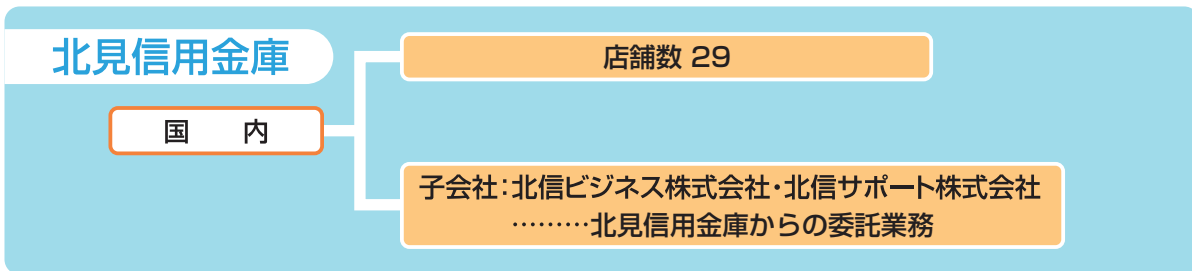 北見信用金庫
店舗数 29
国　　内
子会社:北信ビジネス株式会社・北信サポート株式会社
………北見信用金庫からの委託業務